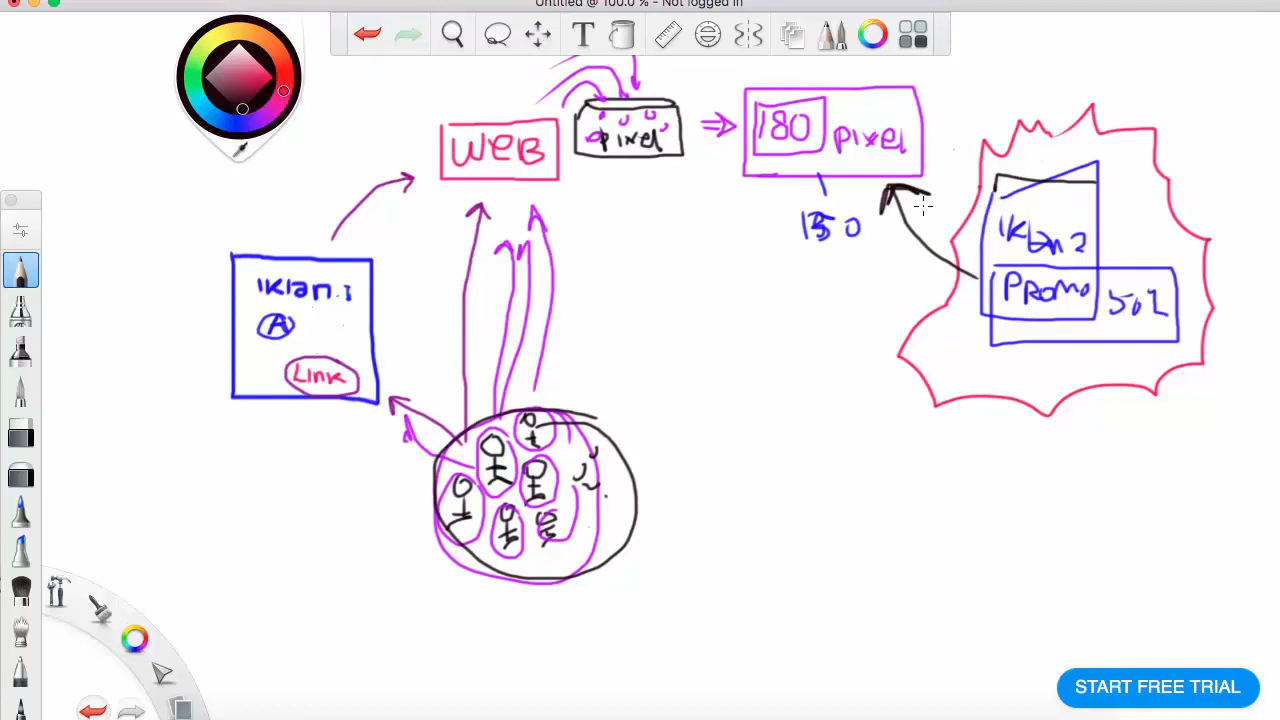 Untitled @ 100.0 % - Not logged in
T
WEB
pixel
180 pixel
150
Iklan 1
A
Link
Iklan 2
PROMO 50%
START FREE TRIAL